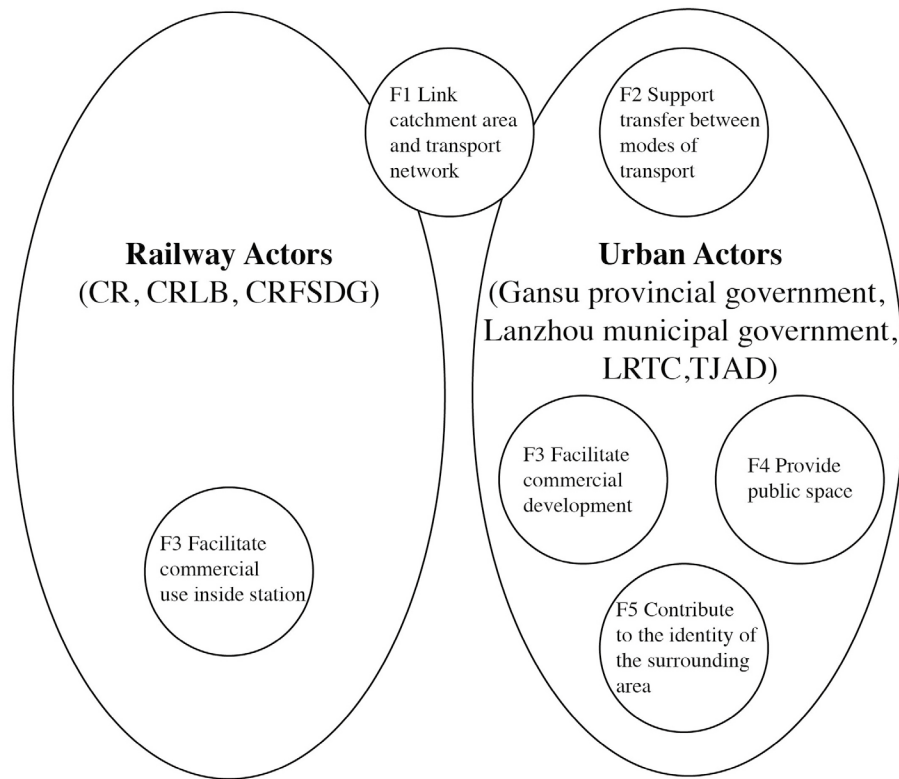 F1 Link
catchment area
and transport
network
F2 Support
transfer between
modes of
transport
Railway Actors
(CR, CRLB, CRFSDG)
Urban Actors
(Gansu provincial government,
Lanzhou municipal government,
LRTC,TJAD)
F3 Facilitate
commercial
development
F4 Provide
public space
F3 Facilitate
commercial
use inside station
F5 Contribute
to the identity of
the surrounding
area